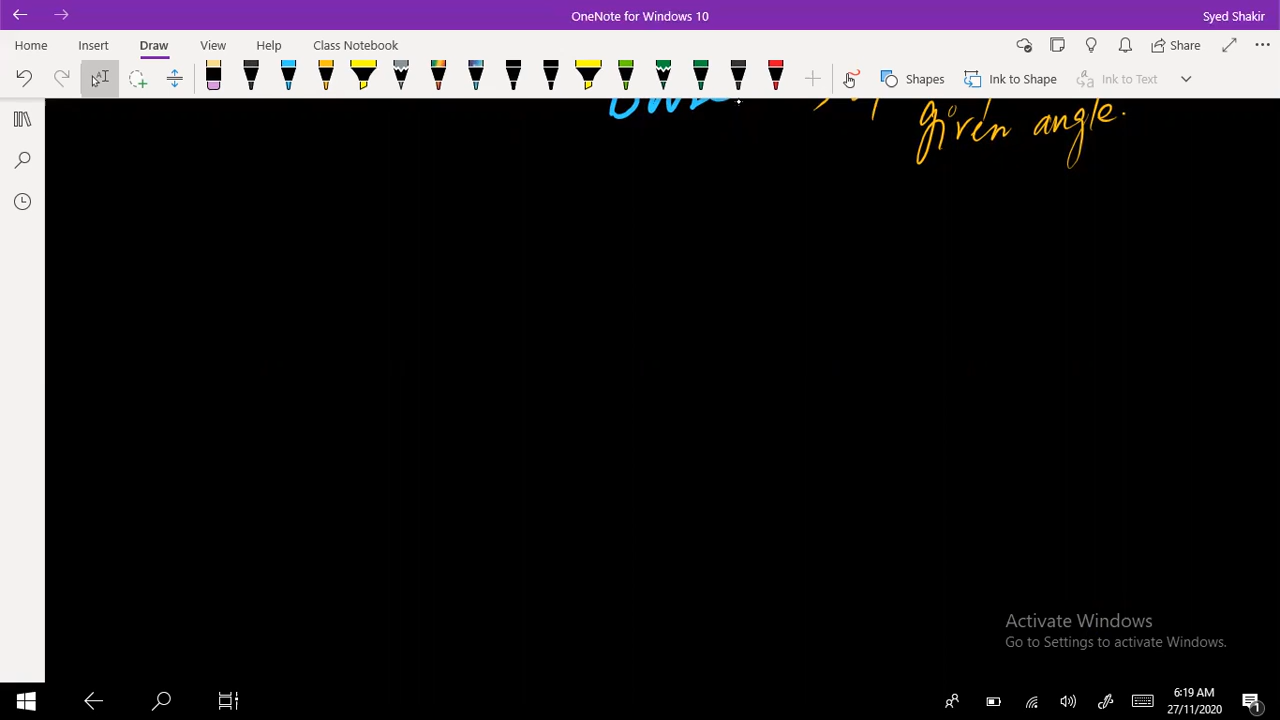 OneNote for Windows 10
Syed Shakir
Home Insert Draw View Help Class Notebook Share
Shapes Ink to Shape Ink to Text
given angle.
Activate Windows
Go to Settings to activate Windows.
6:19 AM
27/11/2020
1